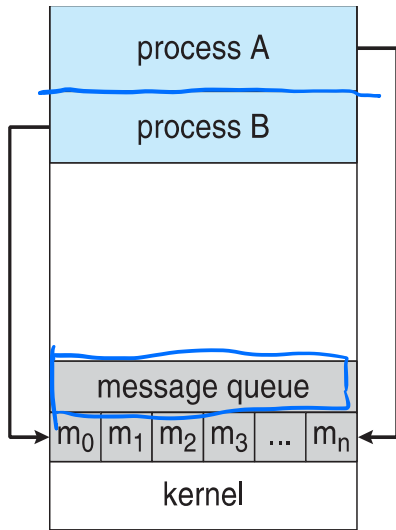 process A
process B
message queue
m₀ m₁ m₂ m₃ ... mₙ
kernel